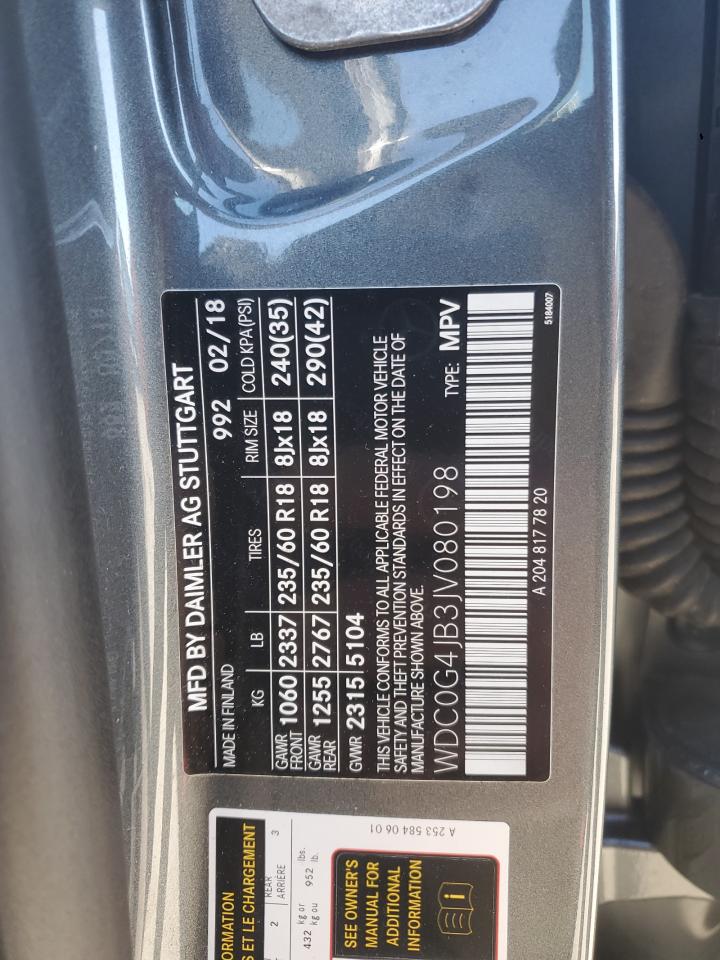 MFD BY DAIMLER AG STUTTGART
MADE IN FINLAND 992 02/18
KG LB TIRES RIM SIZE COLD KPA (PSI)
GAWR FRONT 1060 2337 235/60 R18 8Jx18 240(35)
GAWR REAR 1255 2767 235/60 R18 8Jx18 290(42)
GVWR 2315 5104
THIS VEHICLE CONFORMS TO ALL APPLICABLE FEDERAL MOTOR VEHICLE
SAFETY AND THEFT PREVENTION STANDARDS IN EFFECT ON THE DATE OF
MANUFACTURE SHOWN ABOVE.
WDC0G4JB3JV080198 TYPE: MPV
A 204 817 78 20
5184007
ORMATION
S ET LE CHARGEMENT
2 REAR 3
ARRIÈRE
432 kg or 952 lbs.
kg ou lb.
A 253 584 06 01
SEE OWNER'S
MANUAL FOR
ADDITIONAL
INFORMATION
i